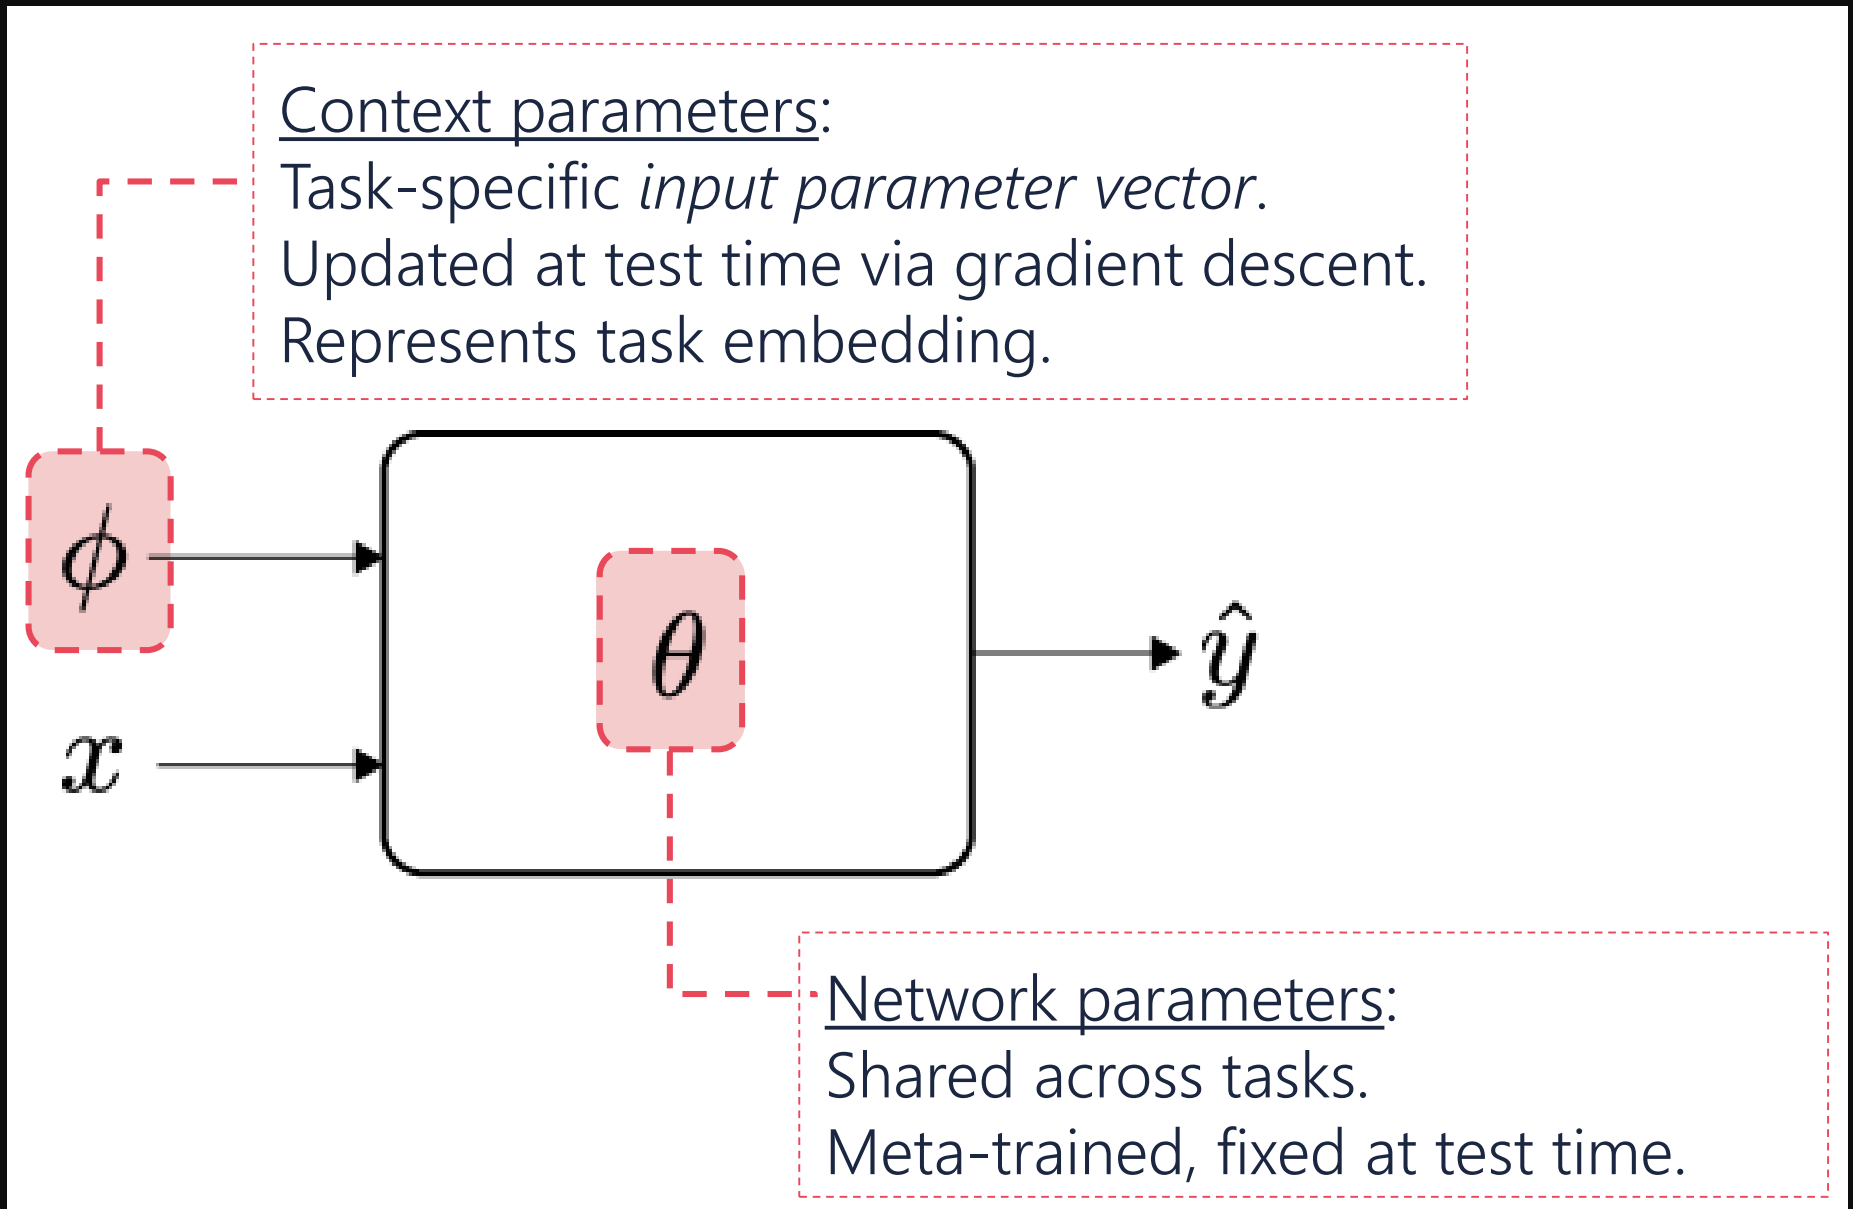 Context parameters:
Task-specific input parameter vector.
Updated at test time via gradient descent.
Represents task embedding.
ϕ
θ
ŷ
x
Network parameters:
Shared across tasks.
Meta-trained, fixed at test time.